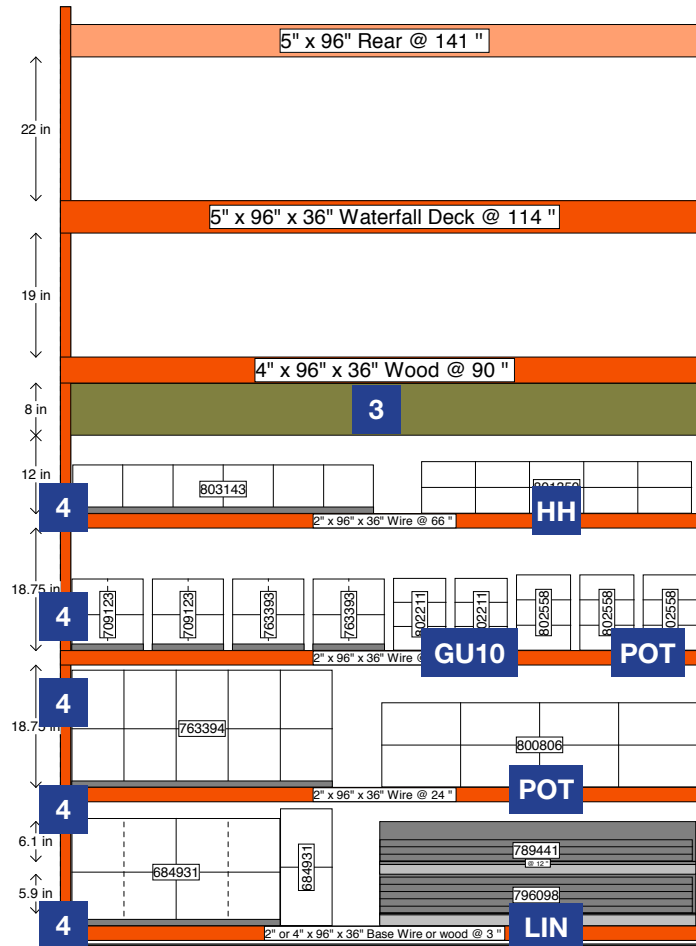 5" x 96" Rear @ 141 "
22 in
5" x 96" x 36" Waterfall Deck @ 114 "
19 in
4" x 96" x 36" Wood @ 90 "
8 in
3
12 in
803143
HH
4
2" x 96" x 36" Wire @ 66 "
18.75 in
709123
709123
763393
763393
802211
802211
802558
802558
802558
4
2" x 96" x 36" Wire @
GU10
POT
18.75 in
4
763394
800806
2" x 96" x 36" Wire @ 24 "
POT
4
6.1 in
684931
684931
789441
@ 12 "
5.9 in
796098
4
2" or 4" x 96" x 36" Base Wire or wood @ 3 "
LIN